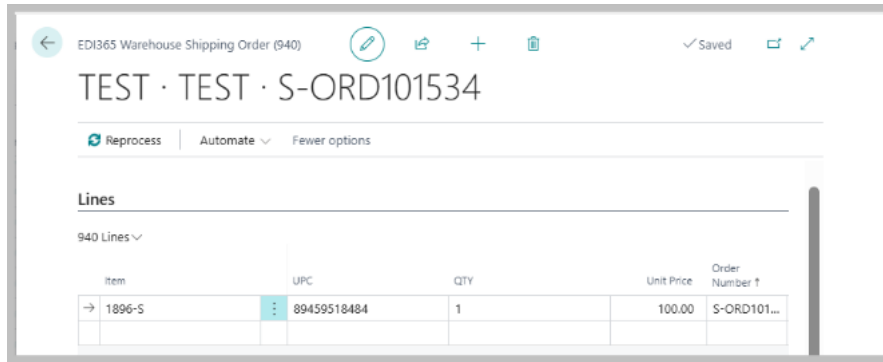 EDI365 Warehouse Shipping Order (940)
Saved
TEST · TEST · S-ORD101534
Reprocess Automate Fewer options
Lines
940 Lines
Item UPC QTY Unit Price Order Number ↑
1896-S 89459518484 1 100.00 S-ORD101...